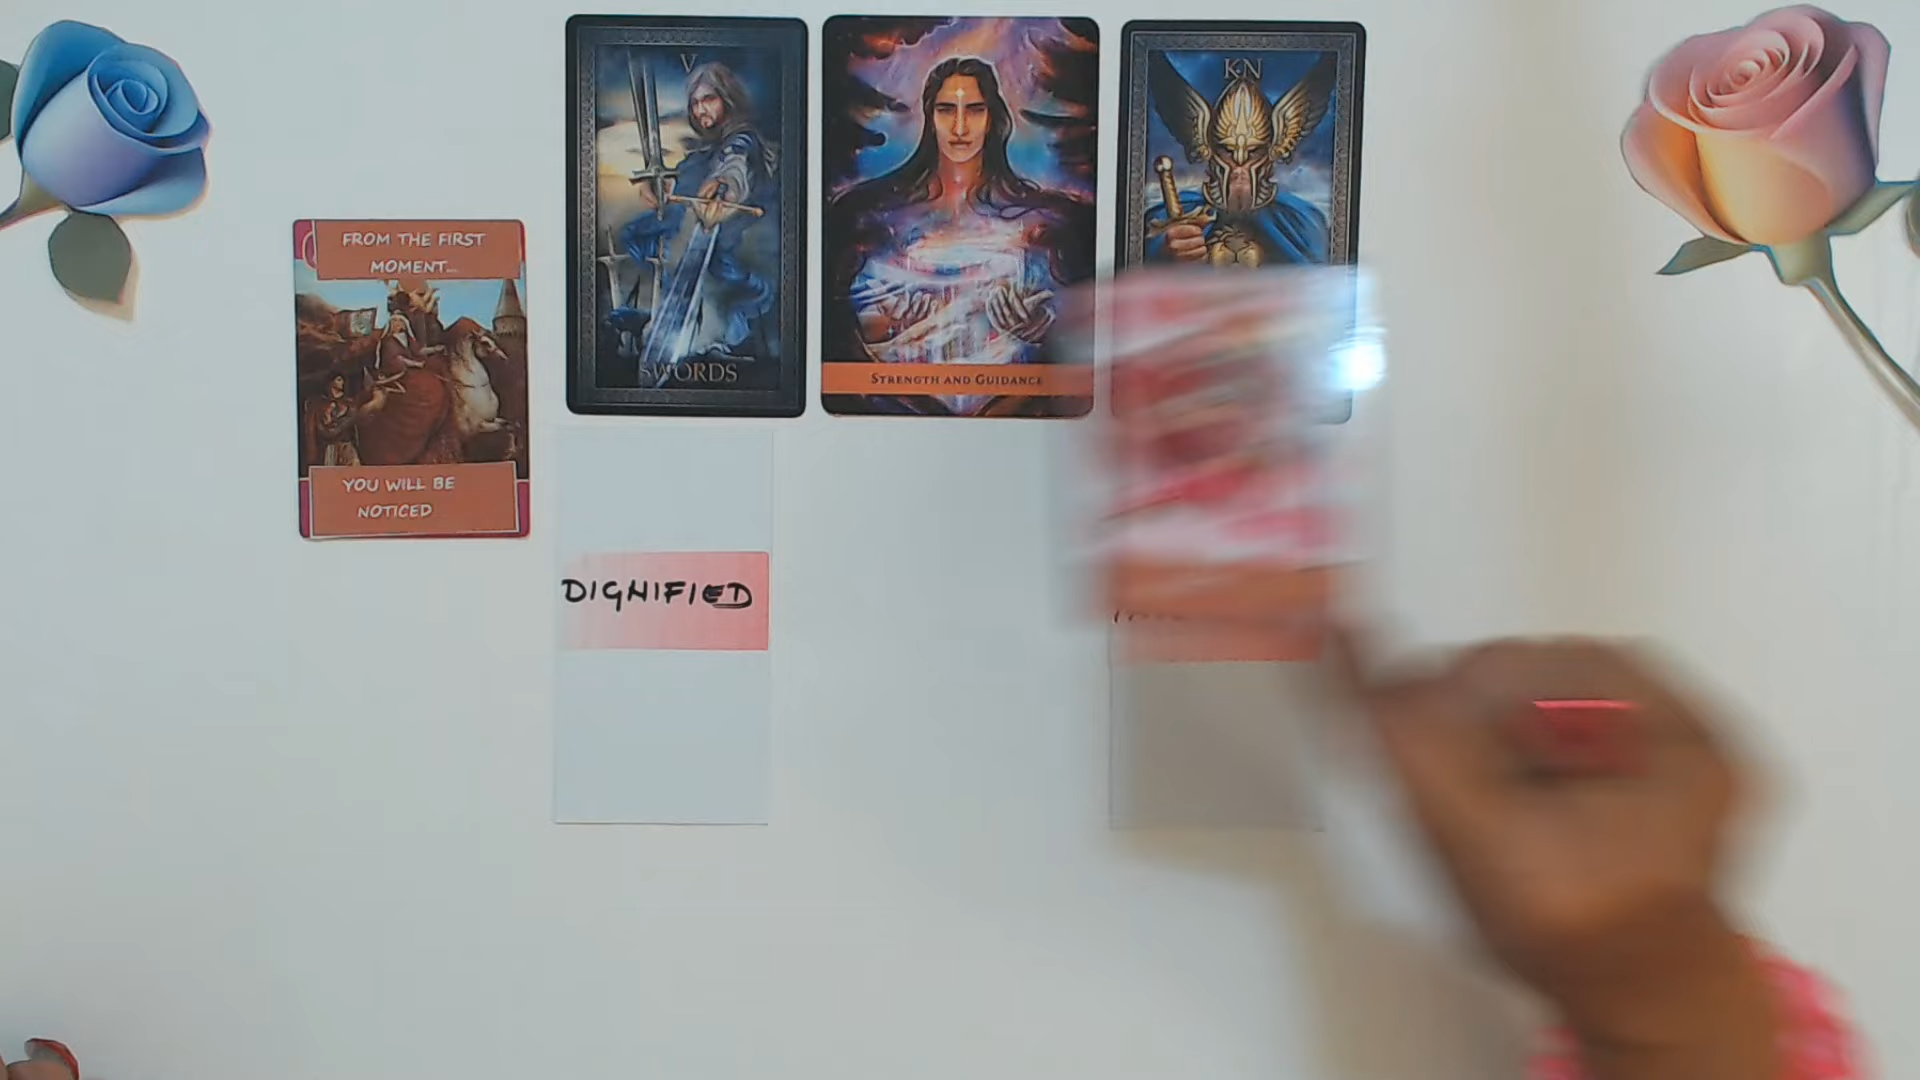 V
SWORDS
STRENGTH AND GUIDANCE
KN
FROM THE FIRST
MOMENT...
YOU WILL BE
NOTICED
DIGNIFIED